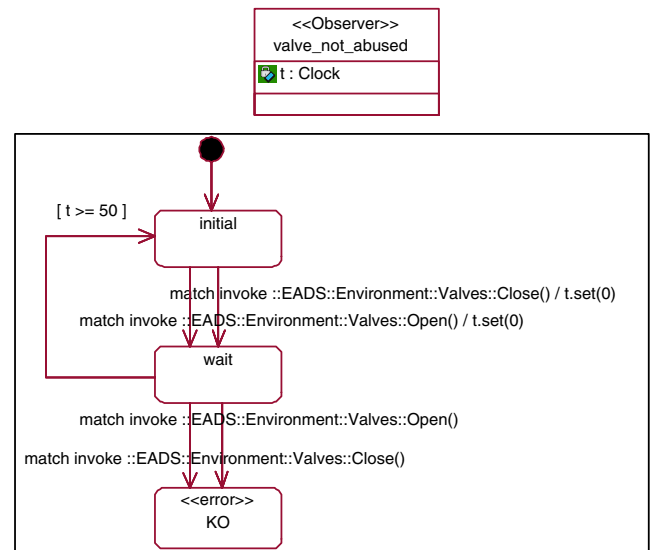 <<Observer>>
valve_not_abused
t : Clock
[ t >= 50 ]
initial
match invoke ::EADS::Environment::Valves::Close() / t.set(0)
match invoke ::EADS::Environment::Valves::Open() / t.set(0)
wait
match invoke ::EADS::Environment::Valves::Open()
match invoke ::EADS::Environment::Valves::Close()
<<error>>
KO